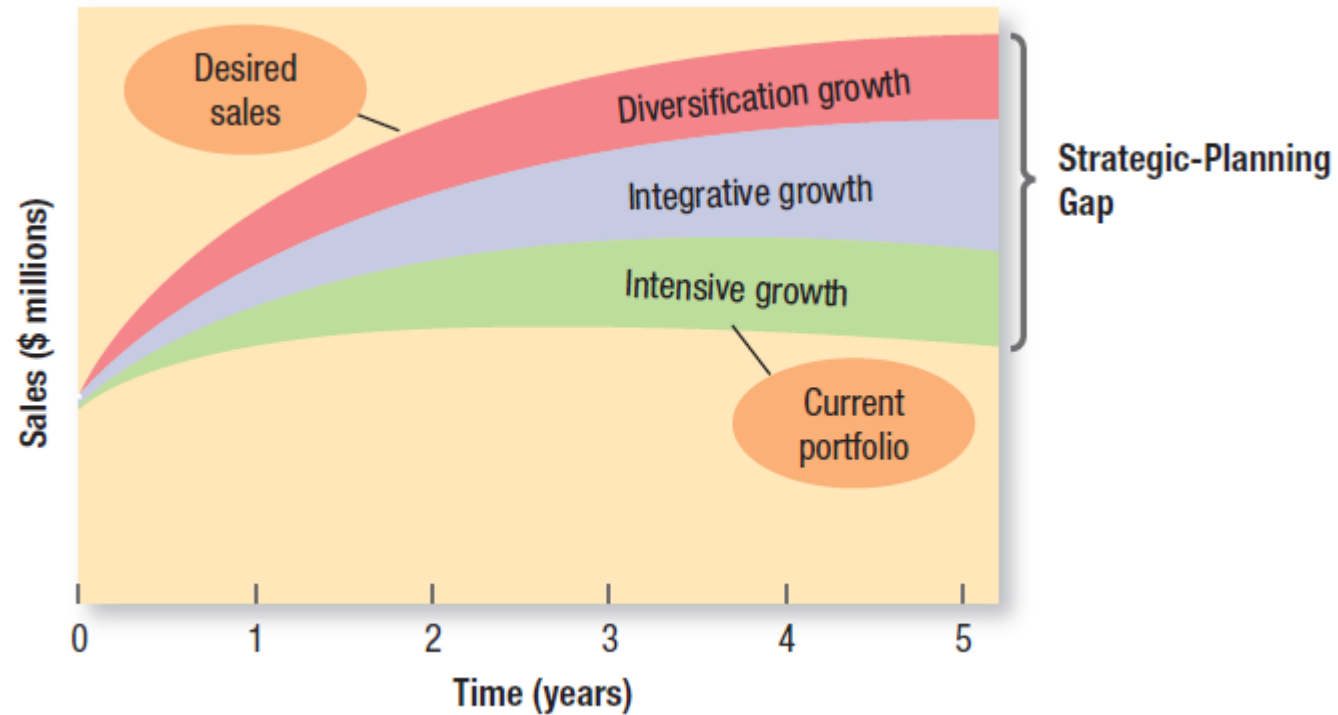 Desired
sales
Diversification growth
Integrative growth
Intensive growth
Current
portfolio
Strategic-Planning
Gap
Sales ($ millions)
0 1 2 3 4 5
Time (years)